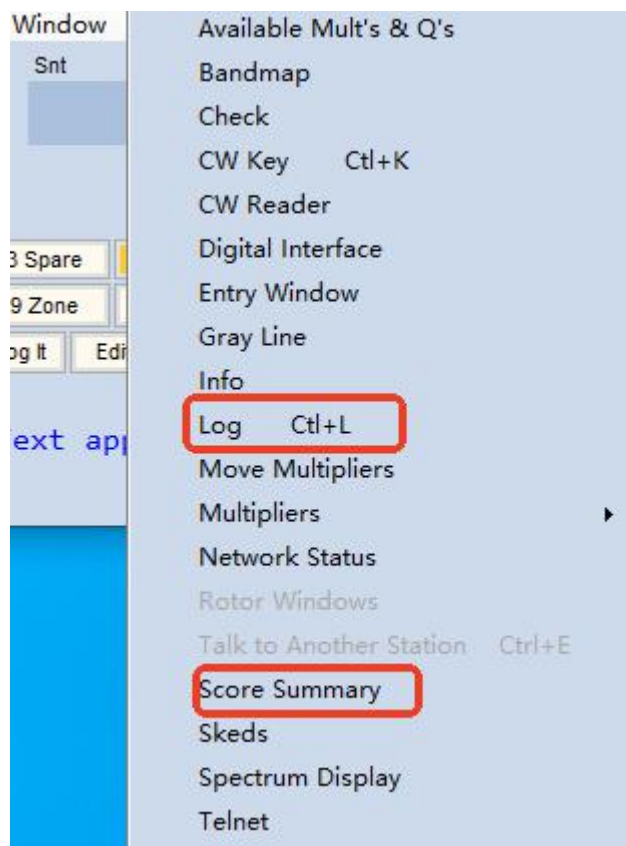 Window
Snt
3 Spare
9 Zone
og It Edi
ext ap
Available Mult's & Q's
Bandmap
Check
CW Key Ctl+K
CW Reader
Digital Interface
Entry Window
Gray Line
Info
Log Ctl+L
Move Multipliers
Multipliers
Network Status
Rotor Windows
Talk to Another Station Ctrl+E
Score Summary
Skeds
Spectrum Display
Telnet